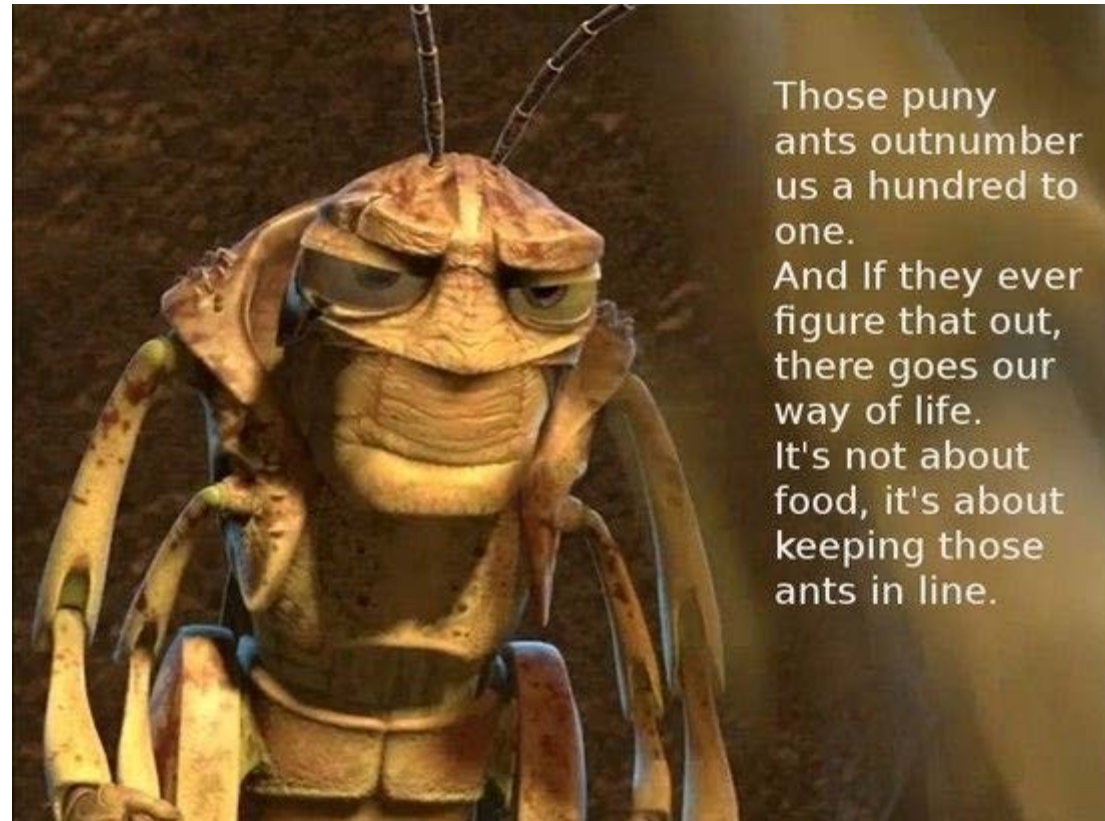 Those puny
ants outnumber
us a hundred to
one.
And If they ever
figure that out,
there goes our
way of life.
It's not about
food, it's about
keeping those
ants in line.